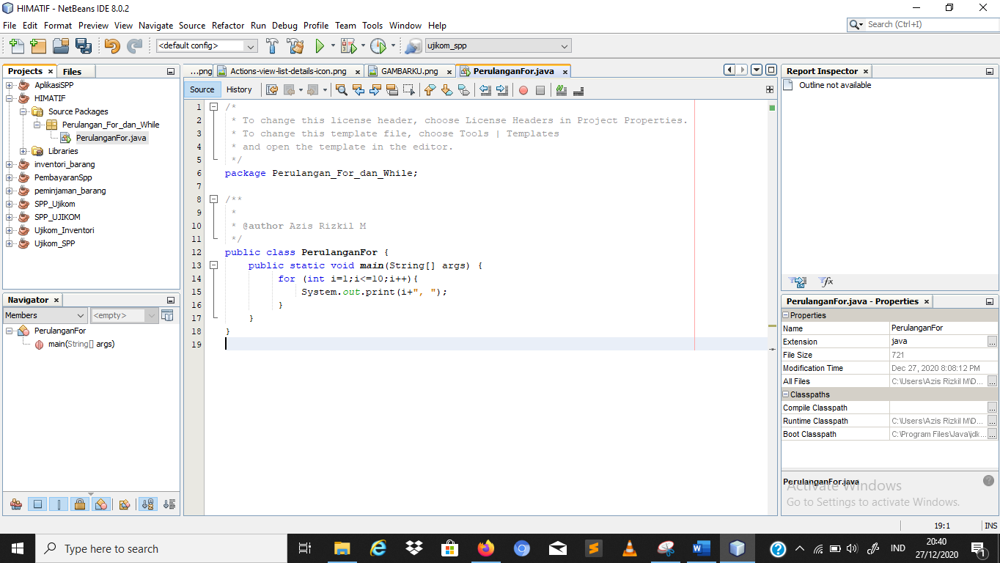 HIMATIF - NetBeans IDE 8.0.2
File Edit Format Preview View Navigate Source Refactor Run Debug Profile Team Tools Window Help
Search (Ctrl+I)
<default config>
ujikom_spp
Projects
Files
AplikasiSPP
HIMATIF
Source Packages
Perulangan_For_dan_While
PerulanganFor.java
Libraries
inventori_barang
PembayaranSpp
peminjaman_barang
SPP_Ujikom
SPP_UJIKOM
Ujikom_Inventori
Ujikom_SPP
Navigator
Members
<empty>
PerulanganFor
main(String[] args)
...png
Actions-view-list-details-icon.png
GAMBARKU.png
PerulanganFor.java
Source
History
1 /*
2 * To change this license header, choose License Headers in Project Properties.
3 * To change this template file, choose Tools | Templates
4 * and open the template in the editor.
5 */
6 package Perulangan_For_dan_While;
7
8 /**
9 *
10 * @author Azis Rizkil M
11 */
12 public class PerulanganFor {
13 public static void main(String[] args) {
14 for (int i=1;i<=10;i++){
15 System.out.print(i+", ");
16 }
17 }
18 }
19
Report Inspector
Outline not available
PerulanganFor.java - Properties
Properties
Name PerulanganFor
Extension java
File Size 721
Modification Time Dec 27, 2020 8:08:12 PM
All Files C:\Users\Azis Rizkil M\D...
Classpaths
Compile Classpath
Runtime Classpath C:\Users\Azis Rizkil M\D...
Boot Classpath C:\Program Files\Java\jdk...
PerulanganFor.java
Activate Windows
Go to Settings to activate Windows.
19:1 INS
Type here to search
IND
20:40
27/12/2020
1